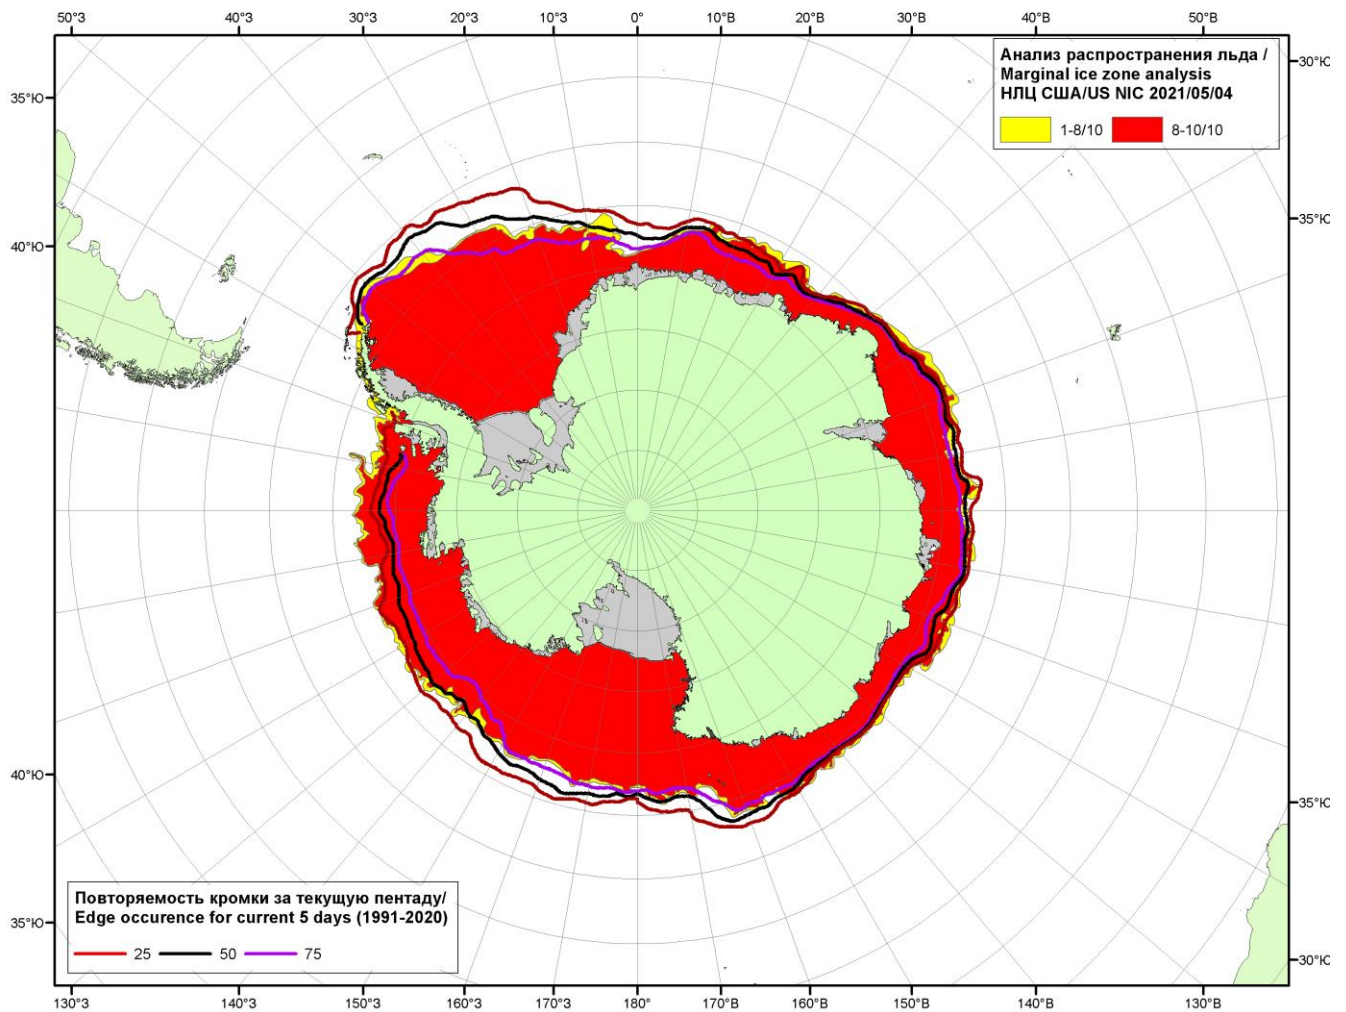 50°З 40°З 30°З 20°З 10°З 0° 10°В 20°В 30°В 40°В 50°В
Анализ распространения льда /
Marginal ice zone analysis
НЛЦ США/US NIC 2021/05/04
1-8/10 8-10/10
30°Ю
35°Ю
35°Ю
40°Ю
40°Ю
35°Ю
35°Ю
30°Ю
Повторяемость кромки за текущую пентаду/
Edge occurence for current 5 days (1991-2020)
25 50 75
130°З 140°З 150°З 160°З 170°З 180° 170°В 160°В 150°В 140°В 130°В